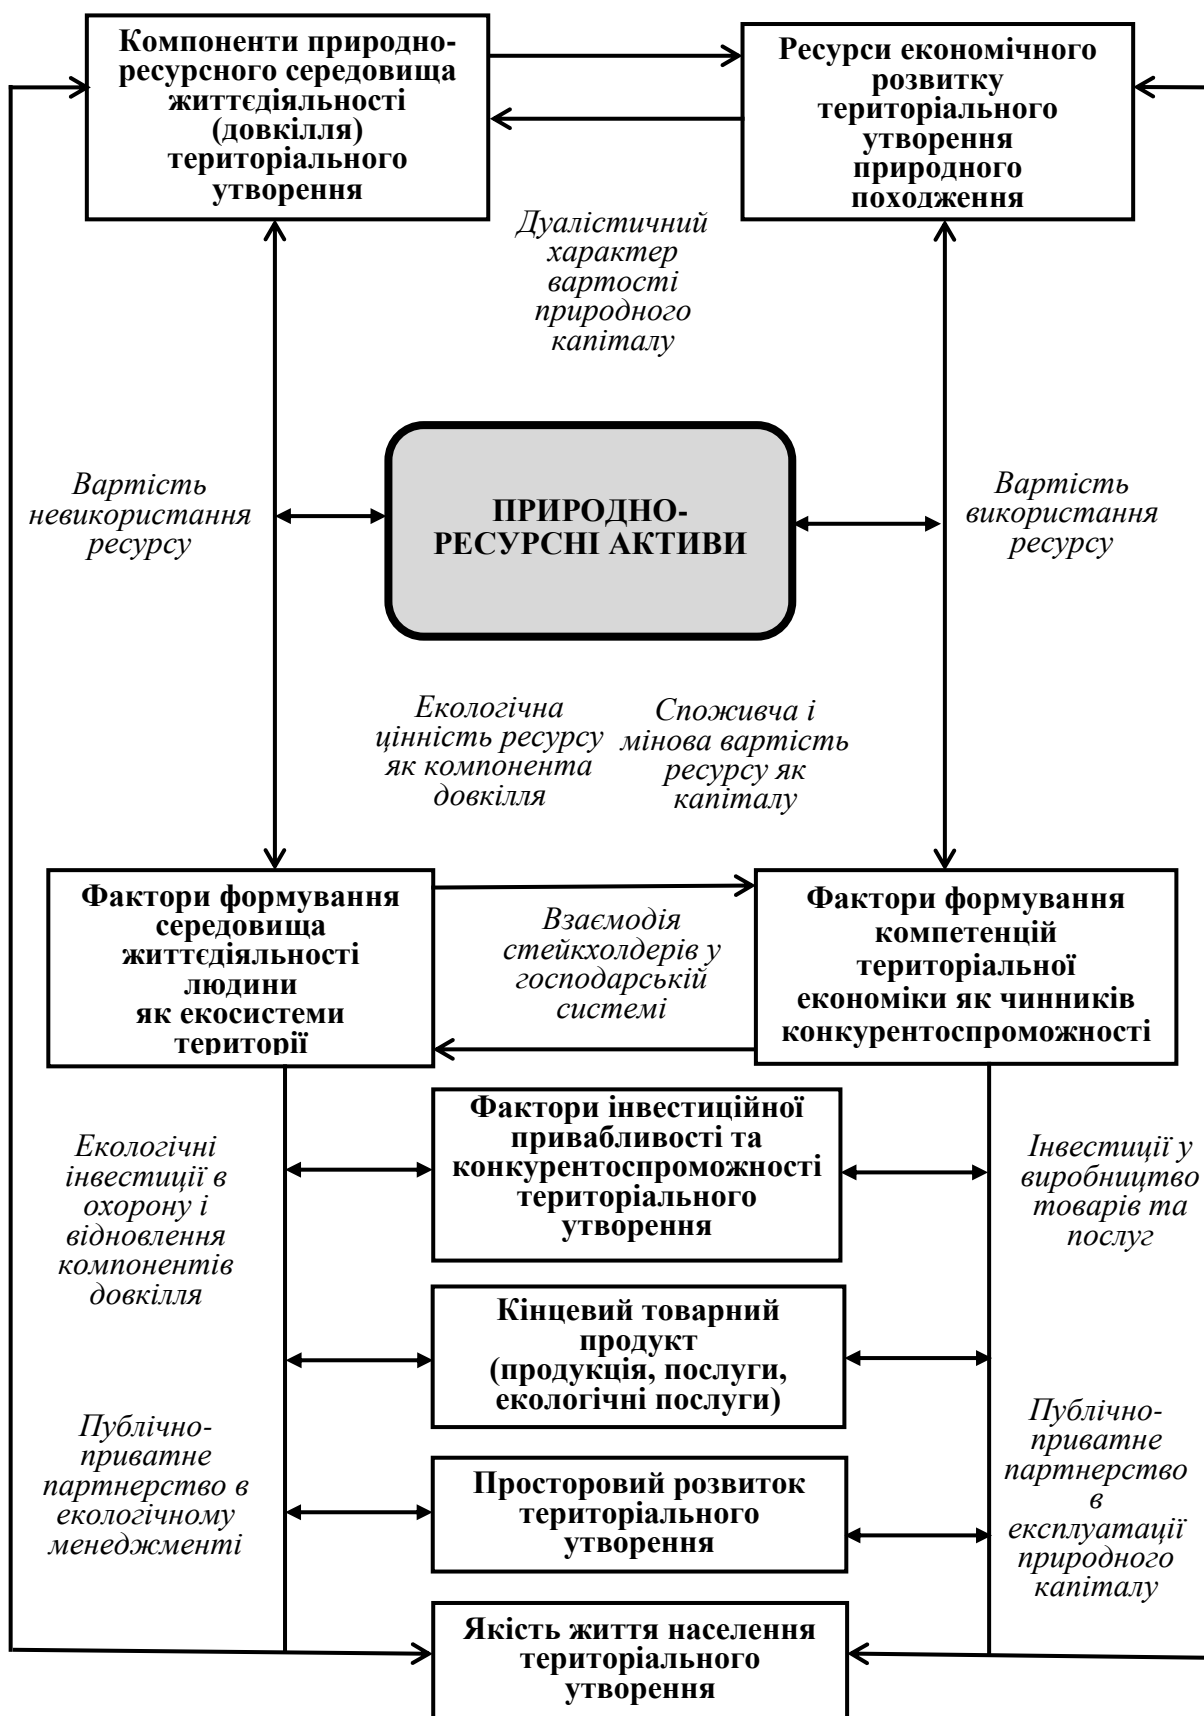 Компоненти природно-
ресурсного середовища
життєдіяльності
(довкілля)
територіального
утворення
Ресурси економічного
розвитку
територіального
утворення
природного
походження
Дуалістичний
характер
вартості
природного
капіталу
Вартість
невикористання
ресурсу
ПРИРОДНО-
РЕСУРСНІ АКТИВИ
Вартість
використання
ресурсу
Екологічна
цінність ресурсу
як компонента
довкілля
Споживча і
мінова вартість
ресурсу як
капіталу
Фактори формування
середовища
життєдіяльності
людини
як екосистеми
території
Взаємодія
стейкхолдерів у
господарській
системі
Фактори формування
компетенцій
територіальної
економіки як чинників
конкурентоспроможності
Екологічні
інвестиції в
охорону і
відновлення
компонентів
довкілля
Фактори інвестиційної
привабливості та
конкурентоспроможності
територіального
утворення
Інвестиції у
виробництво
товарів та
послуг
Кінцевий товарний
продукт
(продукція, послуги,
екологічні послуги)
Публічно-
приватне
партнерство в
екологічному
менеджменті
Просторовий розвиток
територіального
утворення
Публічно-
приватне
партнерство
в
експлуатації
природного
капіталу
Якість життя населення
територіального
утворення